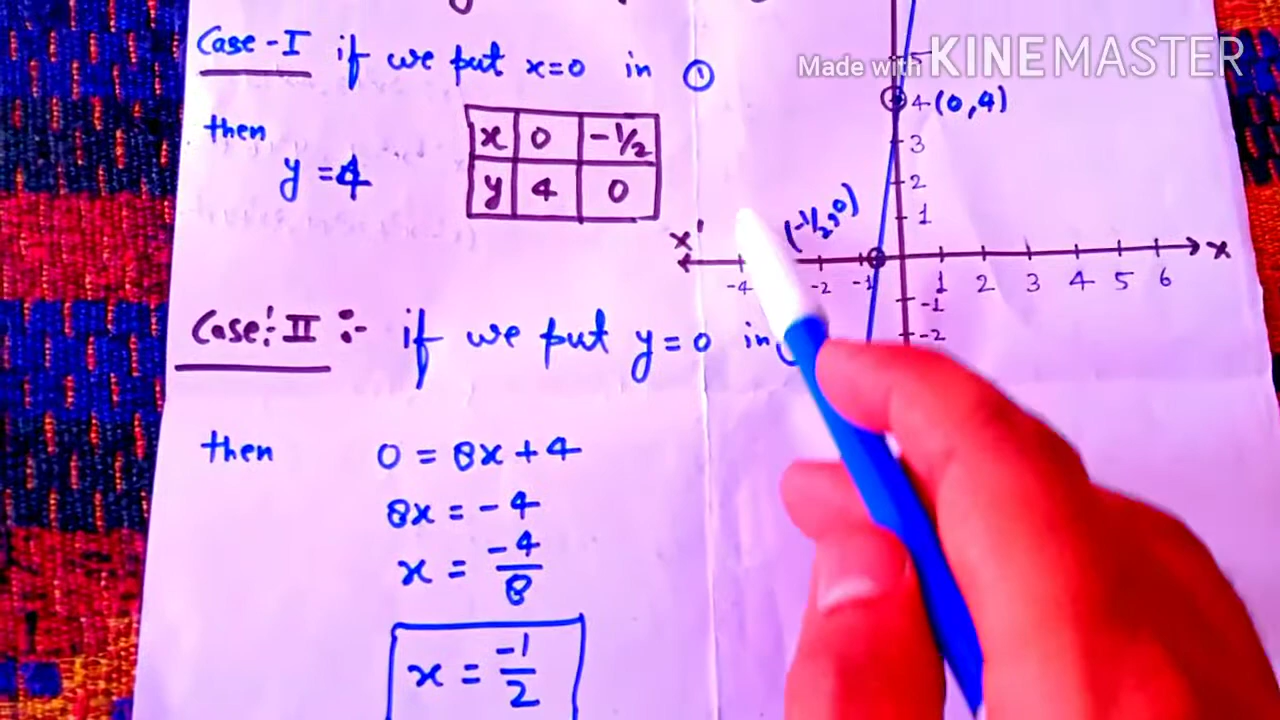 Case-I if we put x=0 in ①
then
y = 4
x 0 -1/2
y 4 0
Case:II :- if we put y = 0 in
then 0 = 8x + 4
8x = -4
x = -4/8
x = -1/2
Made with KINEMASTER
5
4 (0,4)
3
2
1
(-1/2,0)
x' x
-4 -2 -1 1 2 3 4 5 6
-1
-2